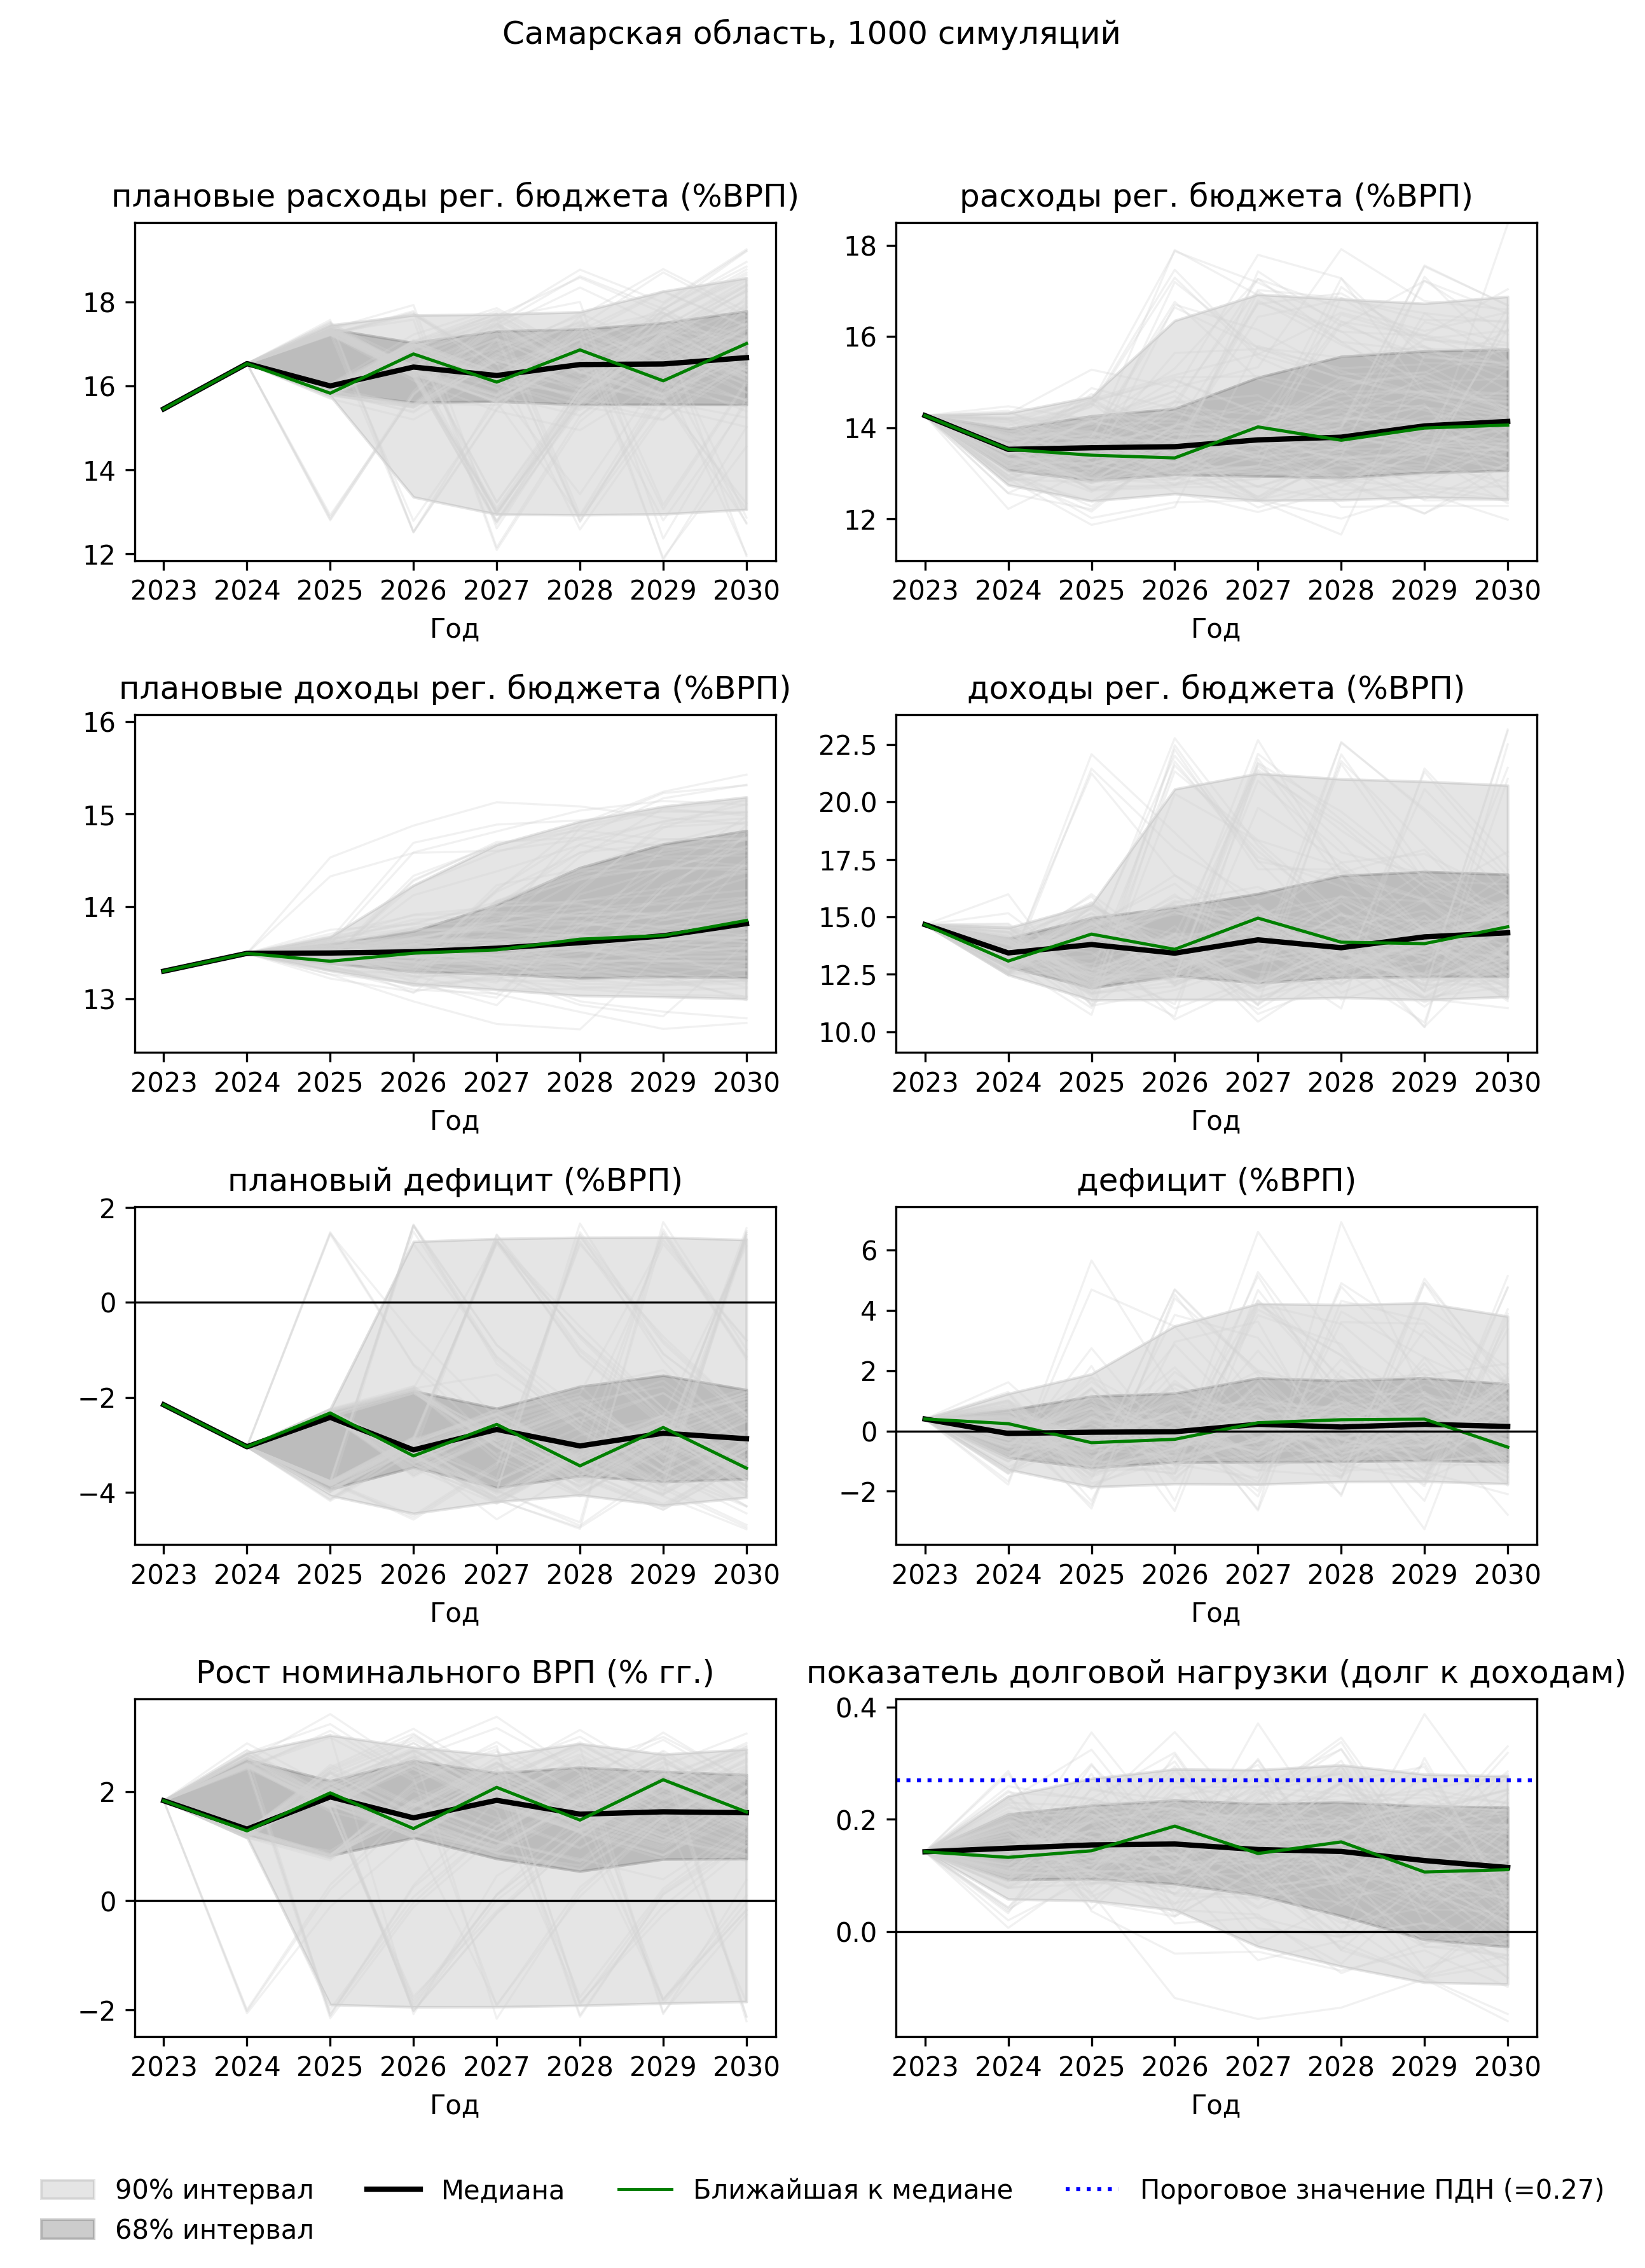 Самарская область, 1000 симуляций
плановые расходы рег. бюджета (%ВРП)
18
16
14
12
2023 2024 2025 2026 2027 2028 2029 2030
Год
расходы рег. бюджета (%ВРП)
18
16
14
12
2023 2024 2025 2026 2027 2028 2029 2030
Год
плановые доходы рег. бюджета (%ВРП)
16
15
14
13
2023 2024 2025 2026 2027 2028 2029 2030
Год
доходы рег. бюджета (%ВРП)
22.5
20.0
17.5
15.0
12.5
10.0
2023 2024 2025 2026 2027 2028 2029 2030
Год
плановый дефицит (%ВРП)
2
0
−2
−4
2023 2024 2025 2026 2027 2028 2029 2030
Год
дефицит (%ВРП)
6
4
2
0
−2
2023 2024 2025 2026 2027 2028 2029 2030
Год
Рост номинального ВРП (% гг.)
2
0
−2
2023 2024 2025 2026 2027 2028 2029 2030
Год
показатель долговой нагрузки (долг к доходам)
0.4
0.2
0.0
2023 2024 2025 2026 2027 2028 2029 2030
Год
90% интервал
68% интервал
Медиана
Ближайшая к медиане
Пороговое значение ПДН (=0.27)